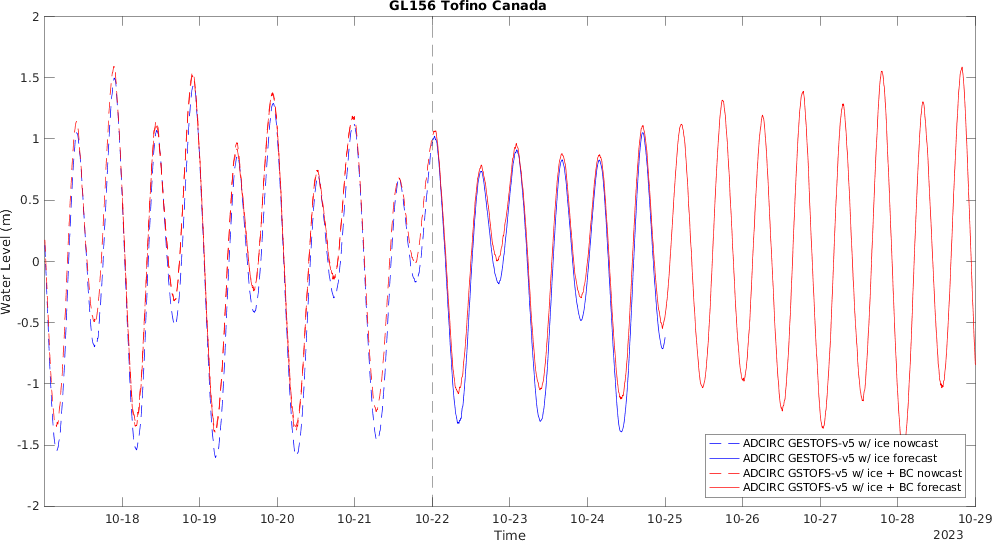 GL156 Tofino Canada
2
1.5
1
0.5
0
-0.5
-1
-1.5
-2
Water Level (m)
ADCIRC GESTOFS-v5 w/ ice nowcast
ADCIRC GESTOFS-v5 w/ ice forecast
ADCIRC GSTOFS-v5 w/ ice + BC nowcast
ADCIRC GSTOFS-v5 w/ ice + BC forecast
10-18 10-19 10-20 10-21 10-22 10-23 10-24 10-25 10-26 10-27 10-28 10-29
Time
2023